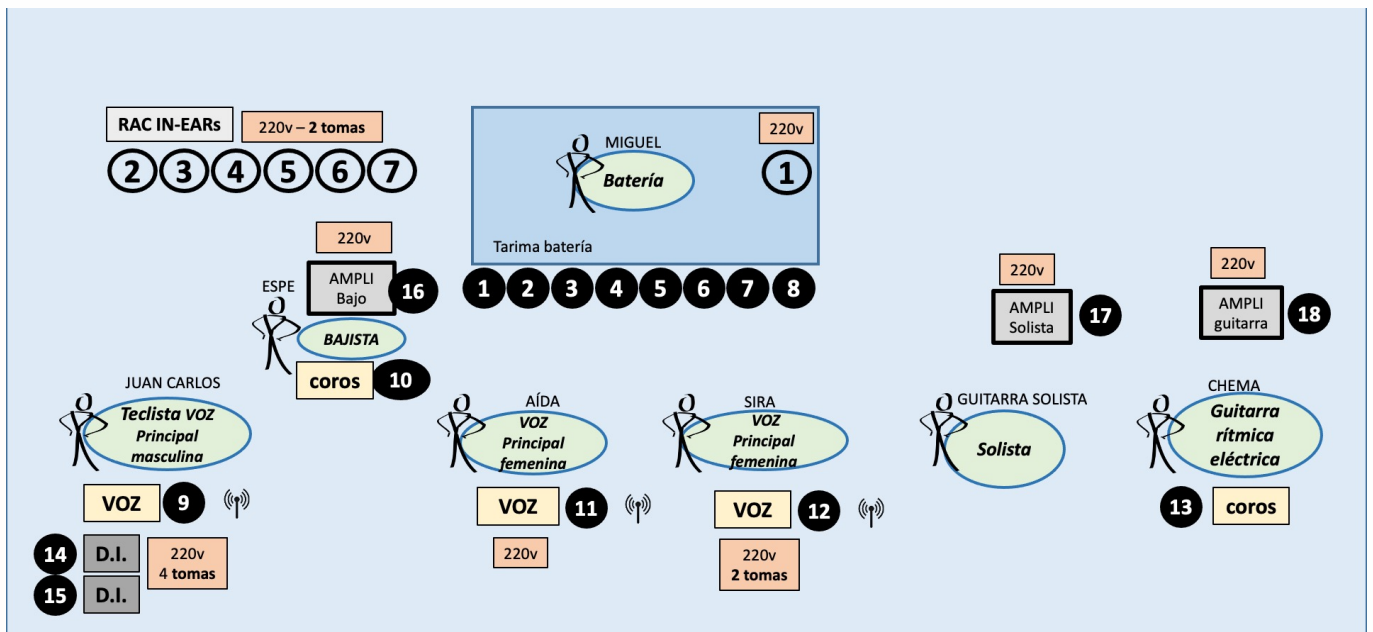 RAC IN-EARs
220v – 2 tomas
2 3 4 5 6 7
MIGUEL
Batería
220v
1
Tarima batería
1 2 3 4 5 6 7 8
220v
AMPLI
Bajo
16
ESPE
BAJISTA
coros
10
220v
AMPLI
Solista
17
220v
AMPLI
guitarra
18
JUAN CARLOS
Teclista VOZ
Principal
masculina
VOZ
9
14
D.I.
15
D.I.
220v
4 tomas
AÍDA
VOZ
Principal
femenina
VOZ
11
220v
SIRA
VOZ
Principal
femenina
VOZ
12
220v
2 tomas
GUITARRA SOLISTA
Solista
CHEMA
Guitarra
rítmica
eléctrica
13
coros